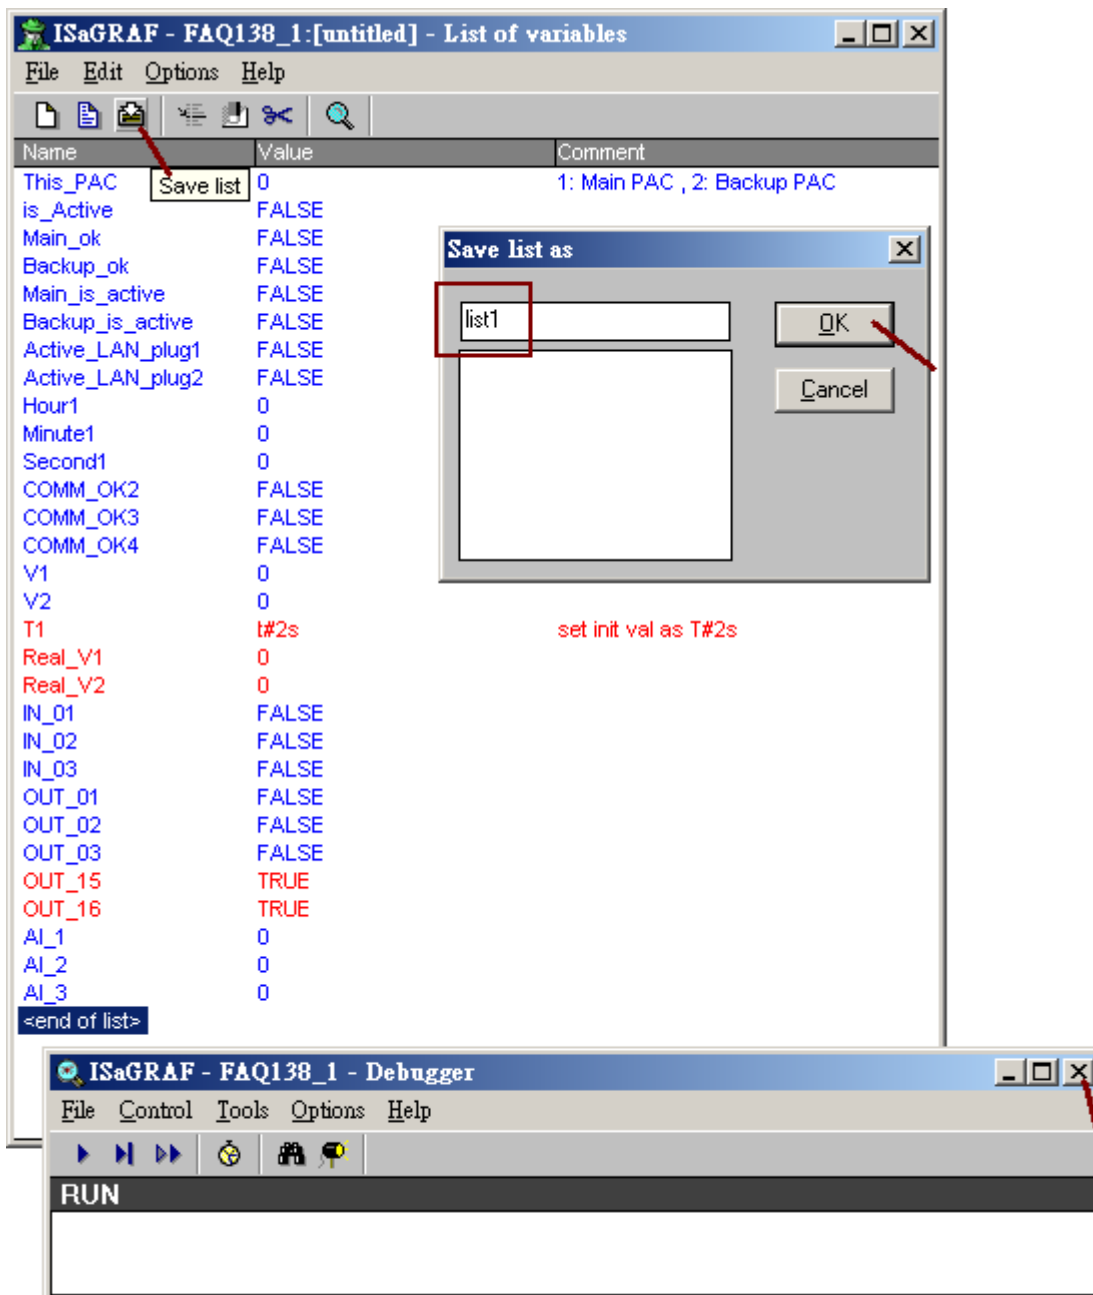 ISaGRAF - FAQ138_1:[untitled] - List of variables
File Edit Options Help
Name Value Comment
This_PAC 0 1: Main PAC , 2: Backup PAC
Save list
is_Active FALSE
Main_ok FALSE
Backup_ok FALSE
Main_is_active FALSE
Backup_is_active FALSE
Active_LAN_plug1 FALSE
Active_LAN_plug2 FALSE
Hour1 0
Minute1 0
Second1 0
COMM_OK2 FALSE
COMM_OK3 FALSE
COMM_OK4 FALSE
V1 0
V2 0
T1 t#2s set init val as T#2s
Real_V1 0
Real_V2 0
IN_01 FALSE
IN_02 FALSE
IN_03 FALSE
OUT_01 FALSE
OUT_02 FALSE
OUT_03 FALSE
OUT_15 TRUE
OUT_16 TRUE
AI_1 0
AI_2 0
AI_3 0
<end of list>
Save list as
list1
OK
Cancel
ISaGRAF - FAQ138_1 - Debugger
File Control Tools Options Help
RUN